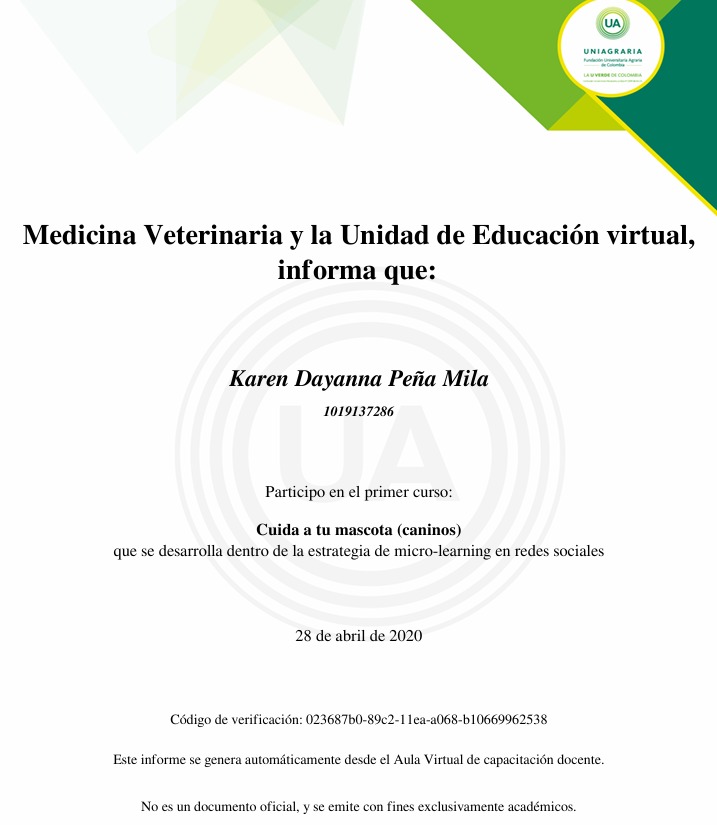 UA
UNIAGRARIA
Fundación Universitaria Agraria
de Colombia
LA U VERDE DE COLOMBIA
Medicina Veterinaria y la Unidad de Educación virtual,
informa que:
Karen Dayanna Peña Mila
1019137286
UA
Participo en el primer curso:
Cuida a tu mascota (caninos)
que se desarrolla dentro de la estrategia de micro-learning en redes sociales
28 de abril de 2020
Código de verificación: 023687b0-89c2-11ea-a068-b10669962538
Este informe se genera automáticamente desde el Aula Virtual de capacitación docente.
No es un documento oficial, y se emite con fines exclusivamente académicos.